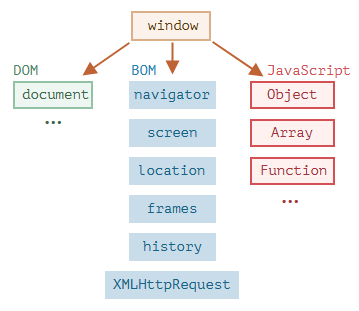 window
DOM
BOM
JavaScript
document
navigator
Object
...
screen
Array
location
Function
frames
...
history
XMLHttpRequest